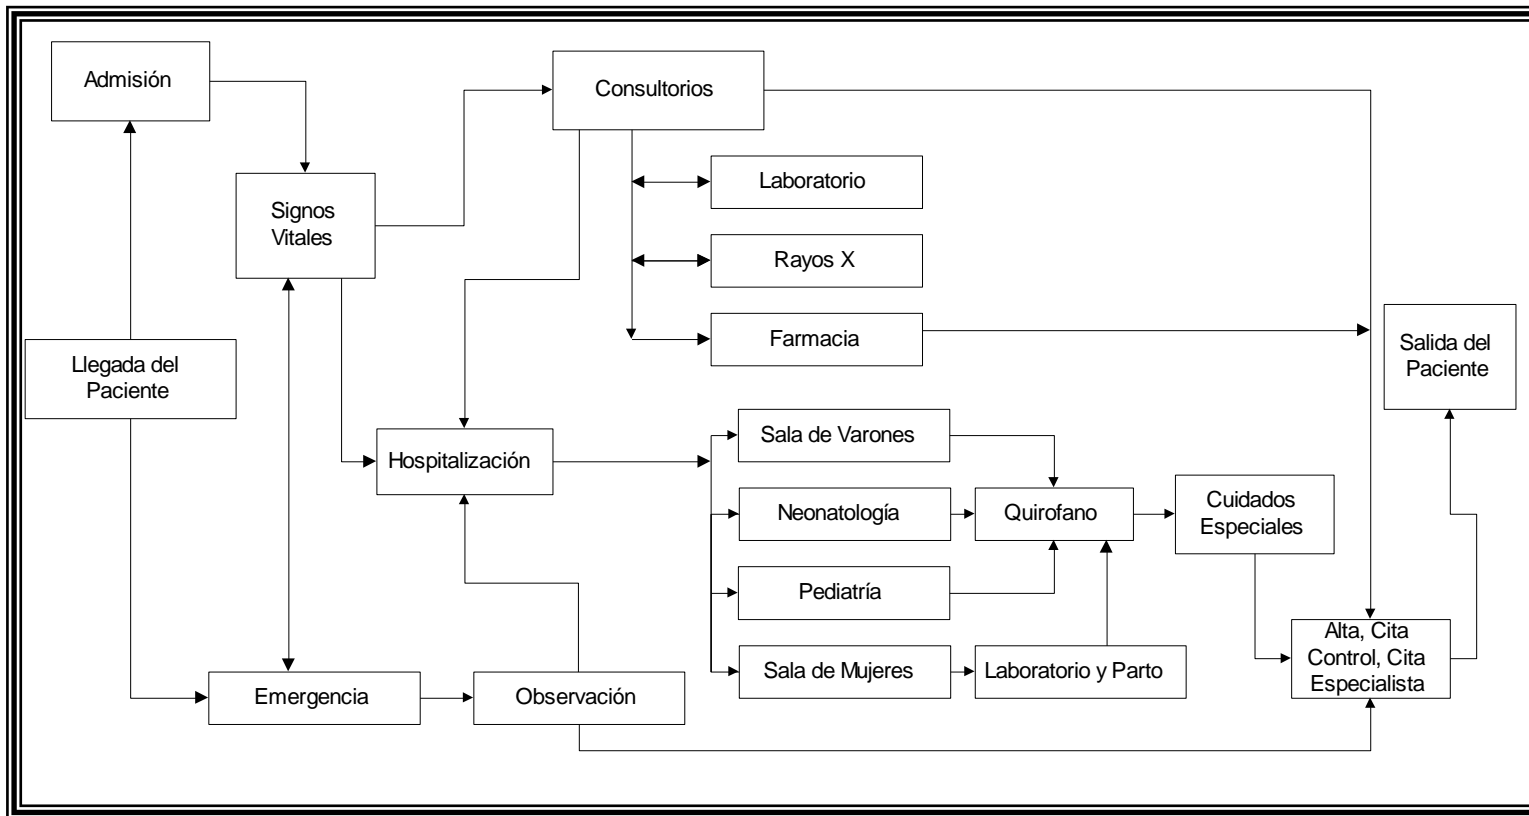 Admisión
Consultorios
Laboratorio
Signos
Vitales
Rayos X
Farmacia
Salida del
Paciente
Llegada del
Paciente
Sala de Varones
Hospitalización
Neonatología
Quirofano
Cuidados
Especiales
Pediatría
Alta, Cita
Control, Cita
Especialista
Sala de Mujeres
Laboratorio y Parto
Emergencia
Observación